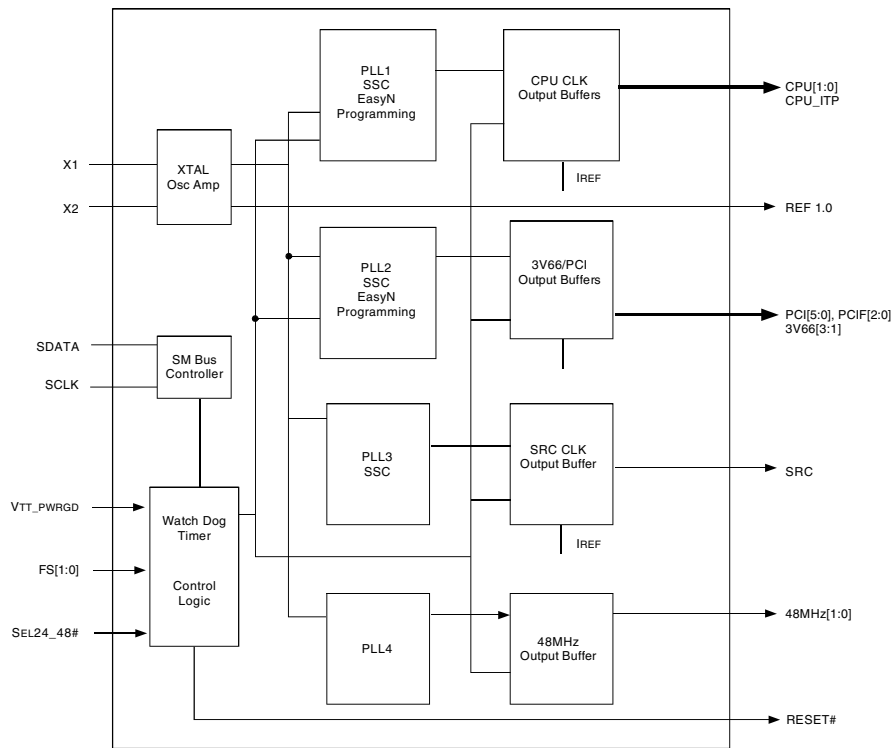 PLL1
SSC
EasyN
Programming
CPU CLK
Output Buffers
CPU[1:0]
CPU_ITP
IREF
X1
X2
XTAL
Osc Amp
REF 1.0
PLL2
SSC
EasyN
Programming
3V66/PCI
Output Buffers
PCI[5:0], PCIF[2:0]
3V66[3:1]
SDATA
SCLK
SM Bus
Controller
PLL3
SSC
SRC CLK
Output Buffer
SRC
IREF
VTT_PWRGD
FS[1:0]
SEL24_48#
Watch Dog
Timer
Control
Logic
PLL4
48MHz
Output Buffer
48MHz[1:0]
RESET#